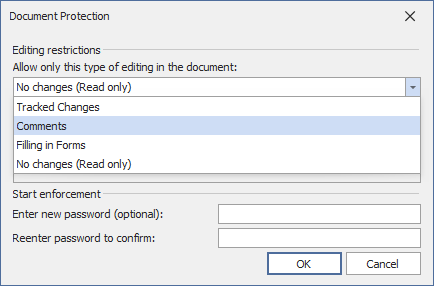 Document Protection
Editing restrictions
Allow only this type of editing in the document:
No changes (Read only)
Tracked Changes
Comments
Filling in Forms
No changes (Read only)
Start enforcement
Enter new password (optional):
Reenter password to confirm:
OK Cancel